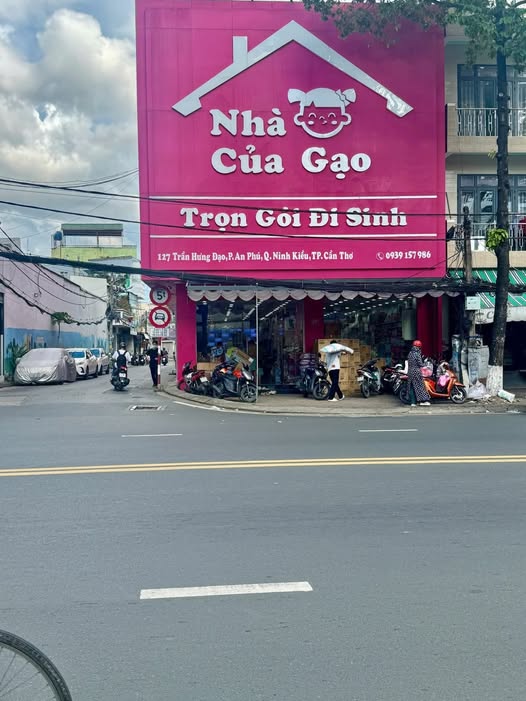 Nhà
Của Gạo
Trọn Gói Đi Sinh
127 Trần Hưng Đạo, P. An Phú, Q. Ninh Kiều, TP. Cần Thơ 0939 157 986